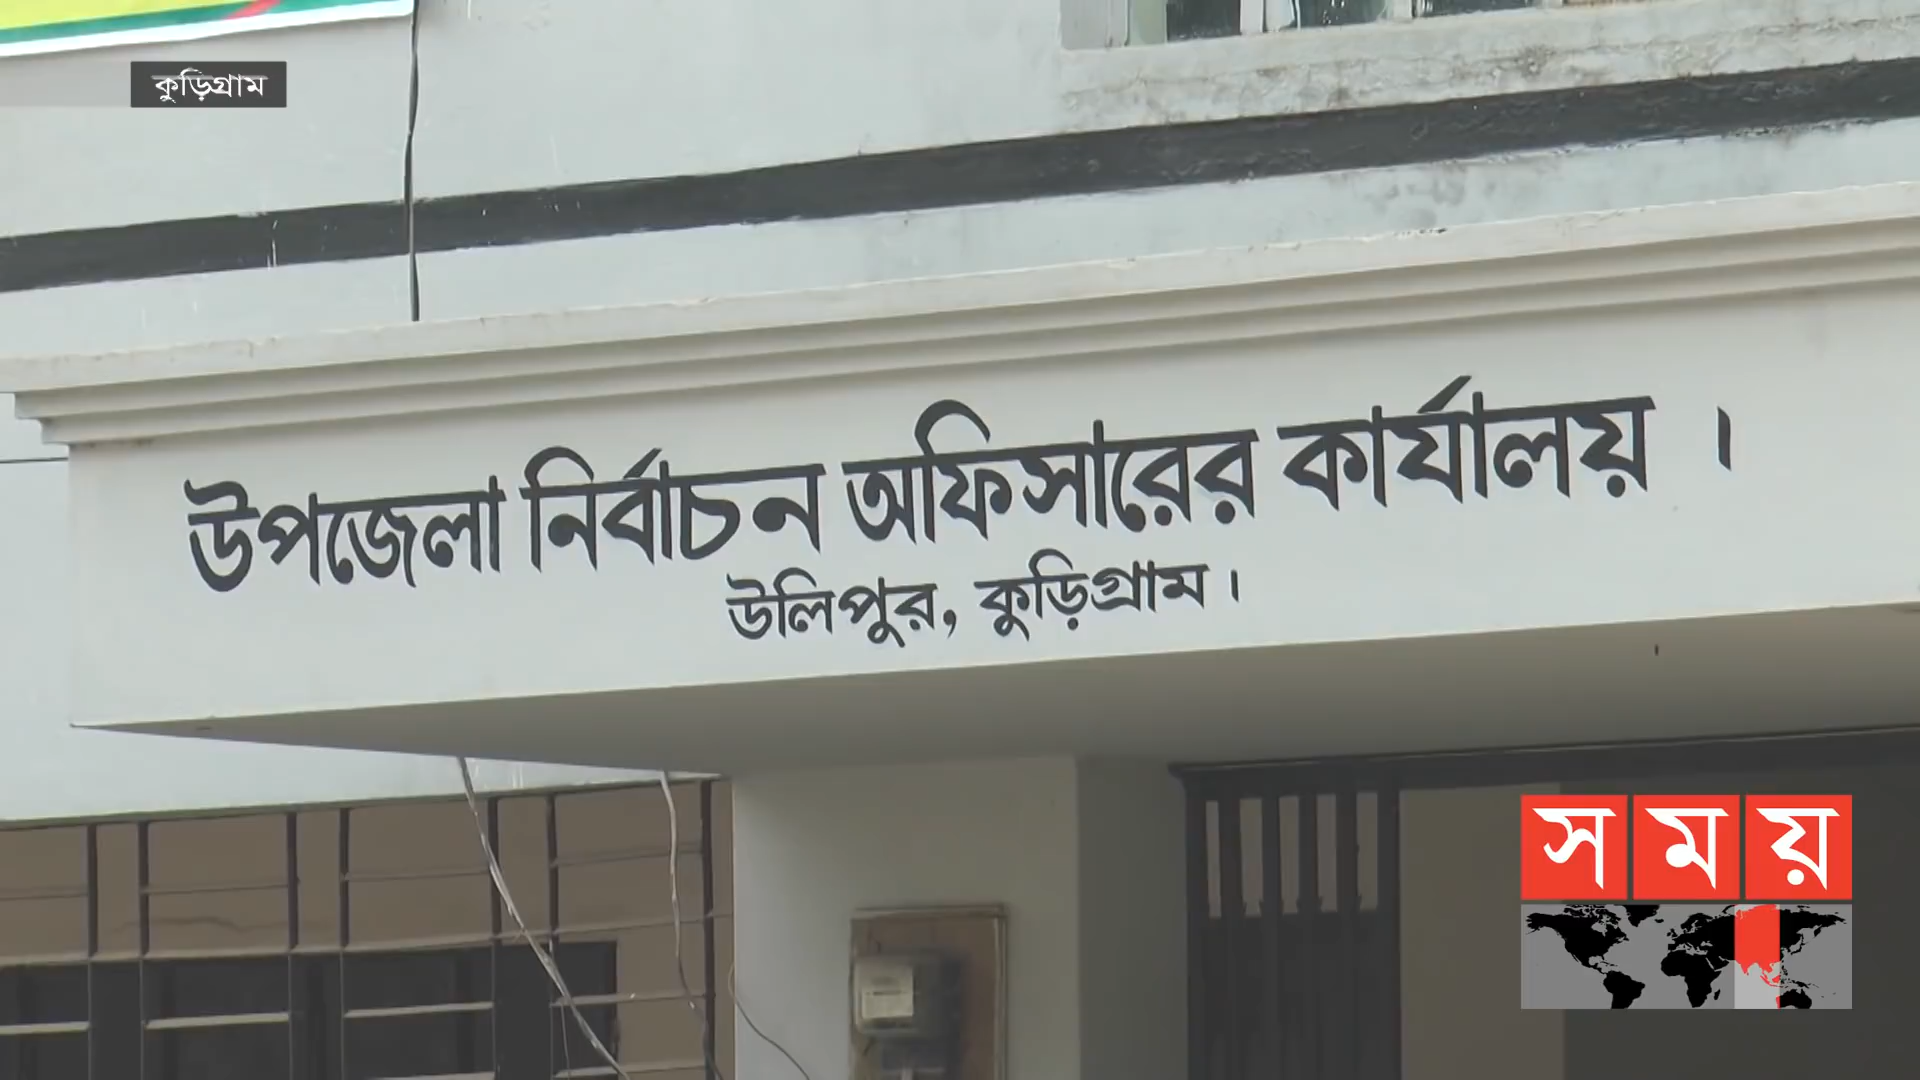 কুড়িগ্রাম
উপজেলা নির্বাচন অফিসারের কার্যালয় ।
উলিপুর, কুড়িগ্রাম।
সময়